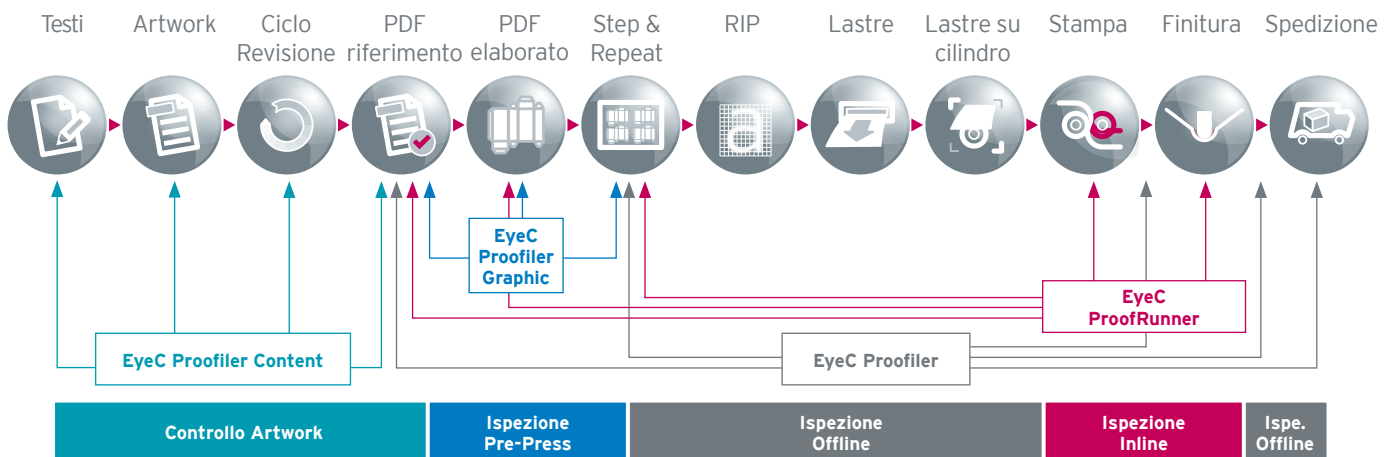 Testi
Artwork
Ciclo
Revisione
PDF
riferimento
PDF
elaborato
Step &
Repeat
RIP
Lastre
Lastre su
cilindro
Stampa
Finitura
Spedizione
a
EyeC
Proofiler
Graphic
EyeC
ProofRunner
EyeC Proofiler Content
EyeC Proofiler
Controllo Artwork
Ispezione
Pre-Press
Ispezione
Offline
Ispezione
Inline
Ispe.
Offline